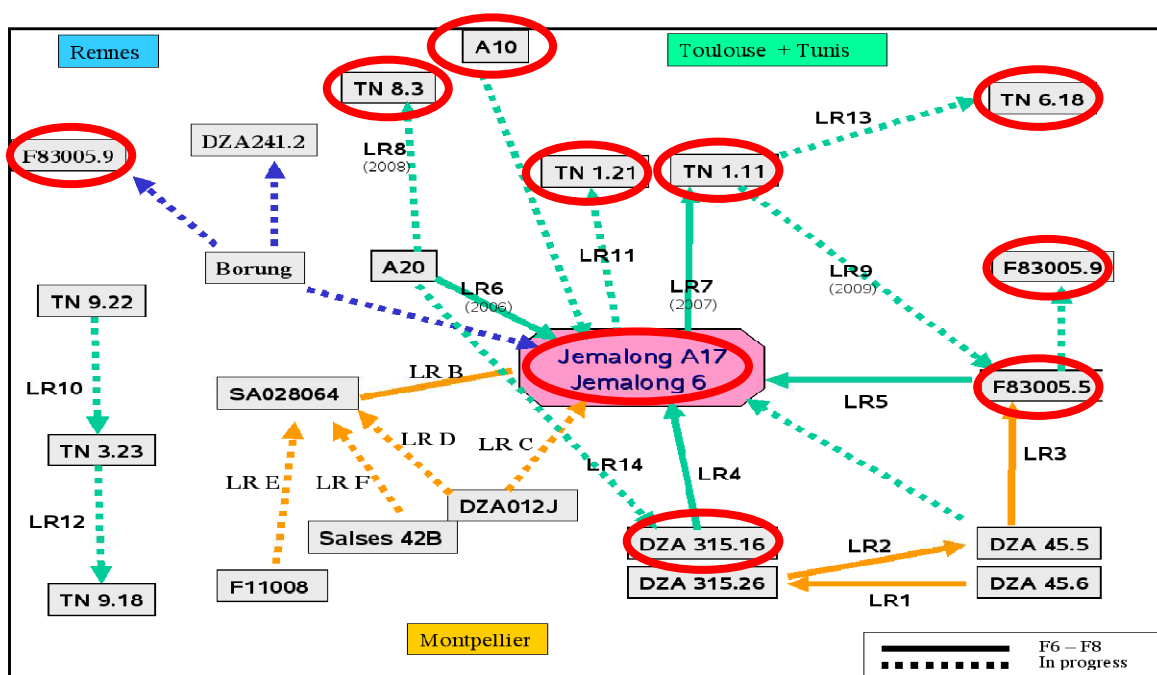 Rennes
A10
Toulouse + Tunis
TN 8.3
TN 6.18
LR13
F83005.9
DZA241.2
LR8
(2008)
TN 1.21
TN 1.11
Borung
A20
LR11
LR7
(2007)
LR9
(2009)
F83005.9
TN 9.22
LR6
(2006)
Jemalong A17
Jemalong 6
LR B
SA028064
F83005.5
LR5
LR10
TN 3.23
LR D
LR C
LR14
LR4
LR3
LR E
LR F
DZA012J
LR12
Salses 42B
DZA 315.16
LR2
DZA 45.5
F11008
DZA 315.26
LR1
DZA 45.6
TN 9.18
Montpellier
F6 – F8
In progress